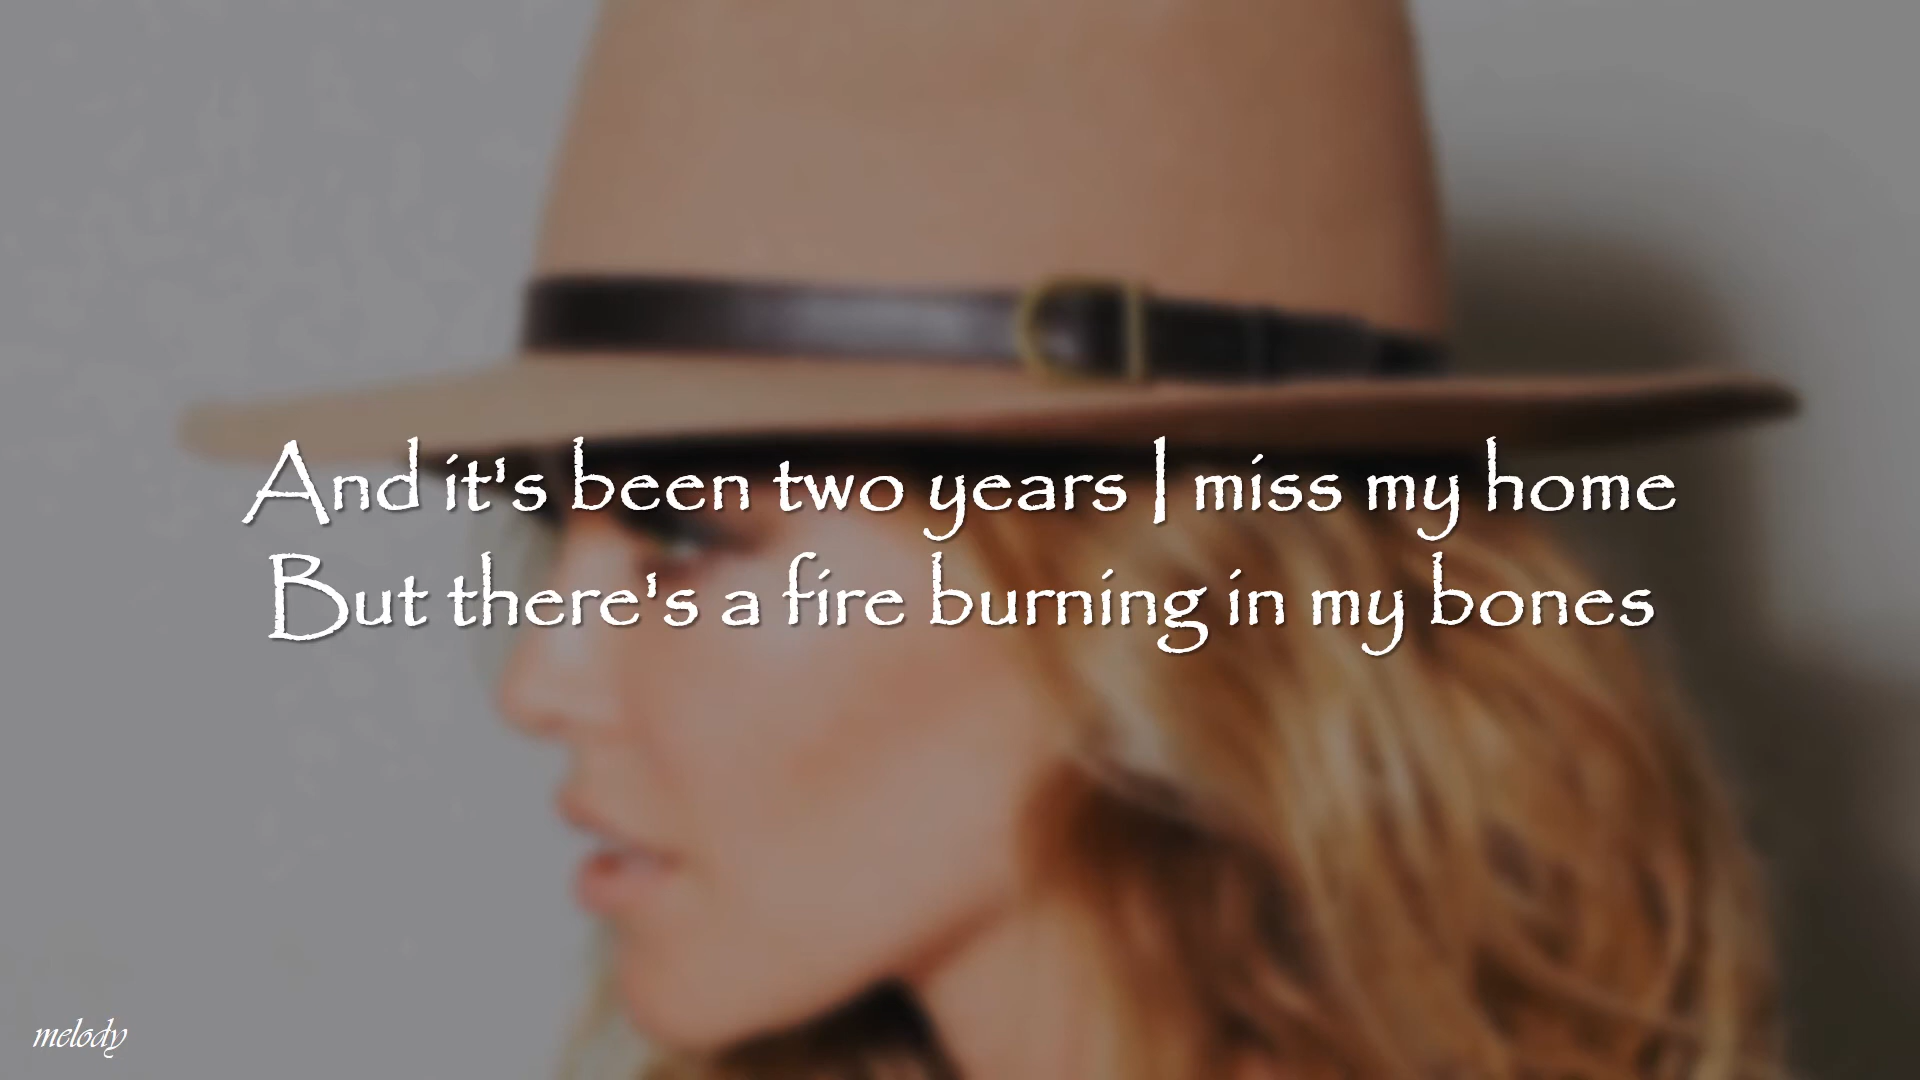 And it's been two years I miss my home
But there's a fire burning in my bones
melody